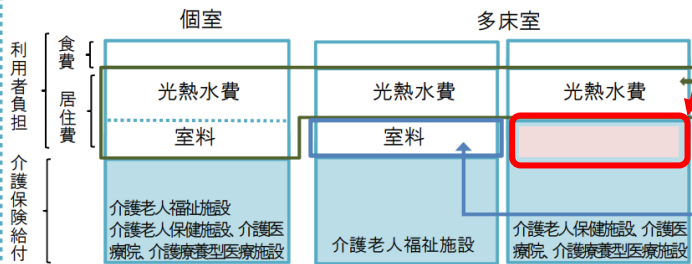 個室
多床室
利用者負担
食費
居住費
光熱水費
室料
光熱水費
室料
光熱水費
介護保険給付
介護老人福祉施設
介護老人保健施設、介護医
療院、介護療養型医療施設
介護老人福祉施設
介護老人保健施設、介護医
療院、介護療養型医療施設